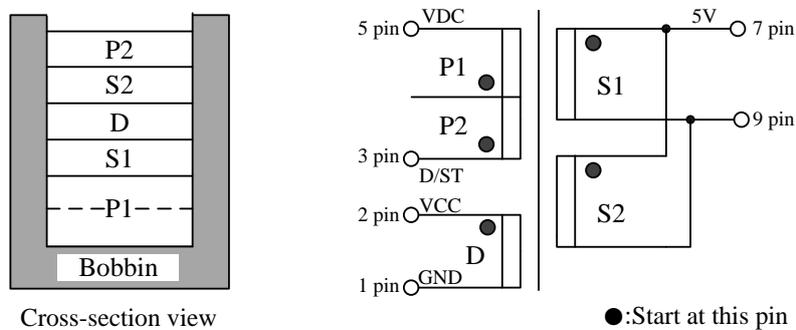 P2
S2
D
S1
P1
Bobbin
Cross-section view
5 pin
VDC
P1
P2
3 pin
D/ST
2 pin
VCC
D
1 pin
GND
5V
7 pin
S1
9 pin
S2
:Start at this pin